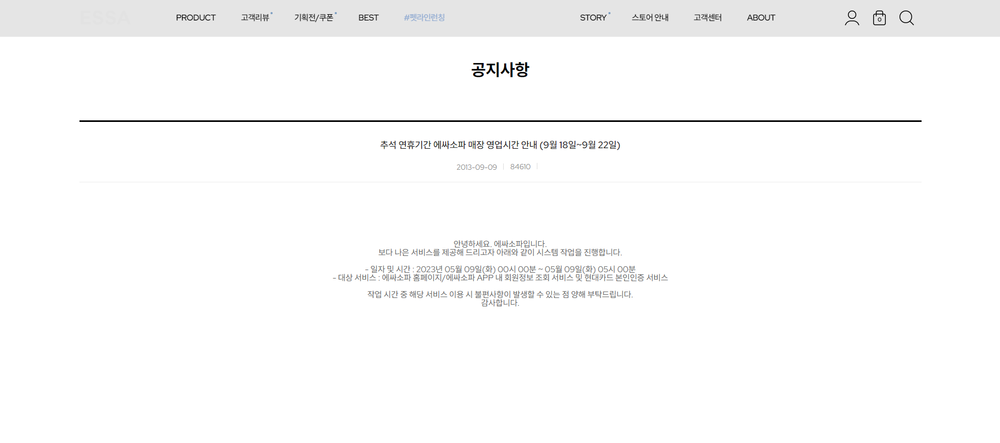 ESSA
PRODUCT 고객리뷰 기획전/쿠폰 BEST #펫라인런칭 STORY 스토어 안내 고객센터 ABOUT 0
공지사항
추석 연휴기간 에싸소파 매장 영업시간 안내 (9월 18일~9월 22일)
2013-09-09 84610
안녕하세요. 에싸소파입니다.
보다 나은 서비스를 제공해 드리고자 아래와 같이 시스템 작업을 진행합니다.
- 일자 및 시간 : 2023년 05월 09일(화) 00시 00분 ~ 05월 09일(화) 05시 00분
- 대상 서비스 : 에싸소파 홈페이지/에싸소파 APP 내 회원정보 조회 서비스 및 현대카드 본인인증 서비스
작업 시간 중 해당 서비스 이용 시 불편사항이 발생할 수 있는 점 양해 부탁드립니다.
감사합니다.